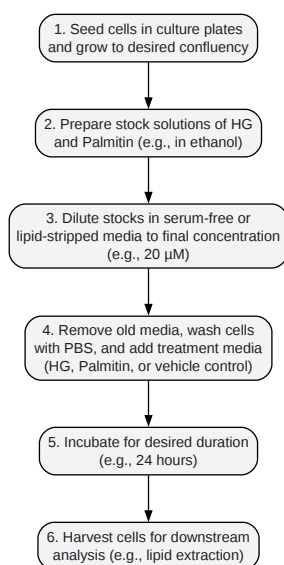 1. Seed cells in culture plates
and grow to desired confluency
2. Prepare stock solutions of HG
and Palmitin (e.g., in ethanol)
3. Dilute stocks in serum-free or
lipid-stripped media to final concentration
(e.g., 20 µM)
4. Remove old media, wash cells
with PBS, and add treatment media
(HG, Palmitin, or vehicle control)
5. Incubate for desired duration
(e.g., 24 hours)
6. Harvest cells for downstream
analysis (e.g., lipid extraction)